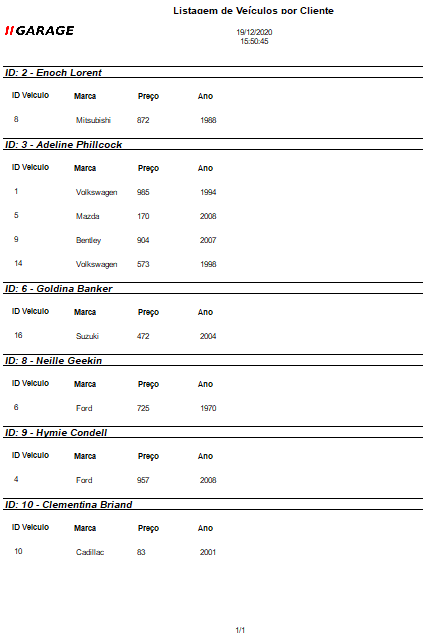 Listagem de Veículos por Cliente
GARAGE
19/12/2020
15:50:45
ID: 2 - Enoch Lorent
ID Veículo Marca Preço Ano
8 Mitsubishi 872 1988
ID: 3 - Adeline Phillcock
ID Veículo Marca Preço Ano
1 Volkswagen 985 1994
5 Mazda 170 2008
9 Bentley 904 2007
14 Volkswagen 573 1998
ID: 6 - Goldina Banker
ID Veículo Marca Preço Ano
16 Suzuki 472 2004
ID: 8 - Neille Geekin
ID Veículo Marca Preço Ano
6 Ford 725 1970
ID: 9 - Hymie Condell
ID Veículo Marca Preço Ano
4 Ford 957 2008
ID: 10 - Clementina Briand
ID Veículo Marca Preço Ano
10 Cadillac 83 2001
1/1